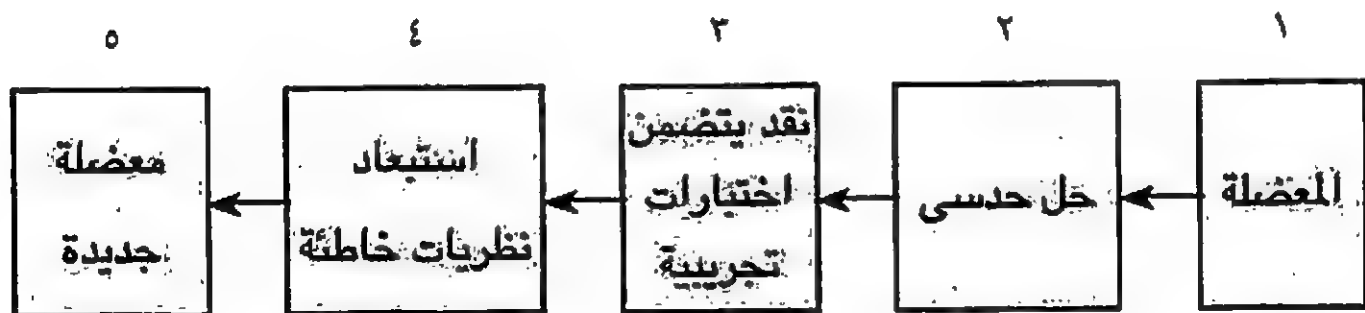 ١
٢
٣
٤
٥
المعضلة
حل حدسى
نقد يتضمن
اختبارات
تجريبية
استبعاد
نظريات خاطئة
معضلة
جديدة